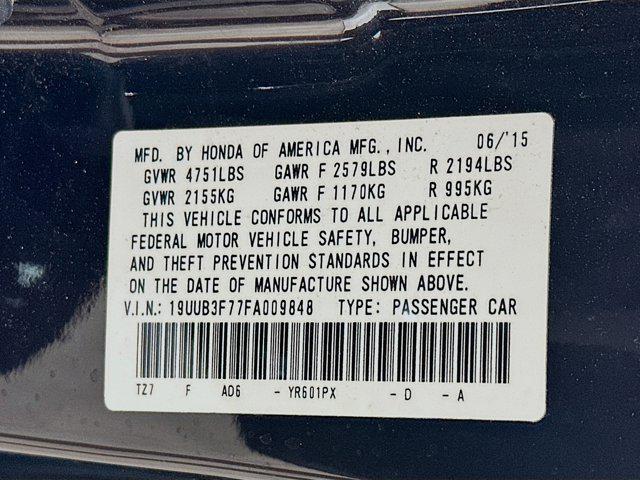 MFD. BY HONDA OF AMERICA MFG., INC. 06/'15
GVWR 4751LBS GAWR F 2579LBS R 2194LBS
GVWR 2155KG GAWR F 1170KG R 995KG
THIS VEHICLE CONFORMS TO ALL APPLICABLE
FEDERAL MOTOR VEHICLE SAFETY, BUMPER,
AND THEFT PREVENTION STANDARDS IN EFFECT
ON THE DATE OF MANUFACTURE SHOWN ABOVE.
V.I.N.: 19UUB3F77FA009848 TYPE: PASSENGER CAR
TZ7 F A06 - YR601PX - D - A